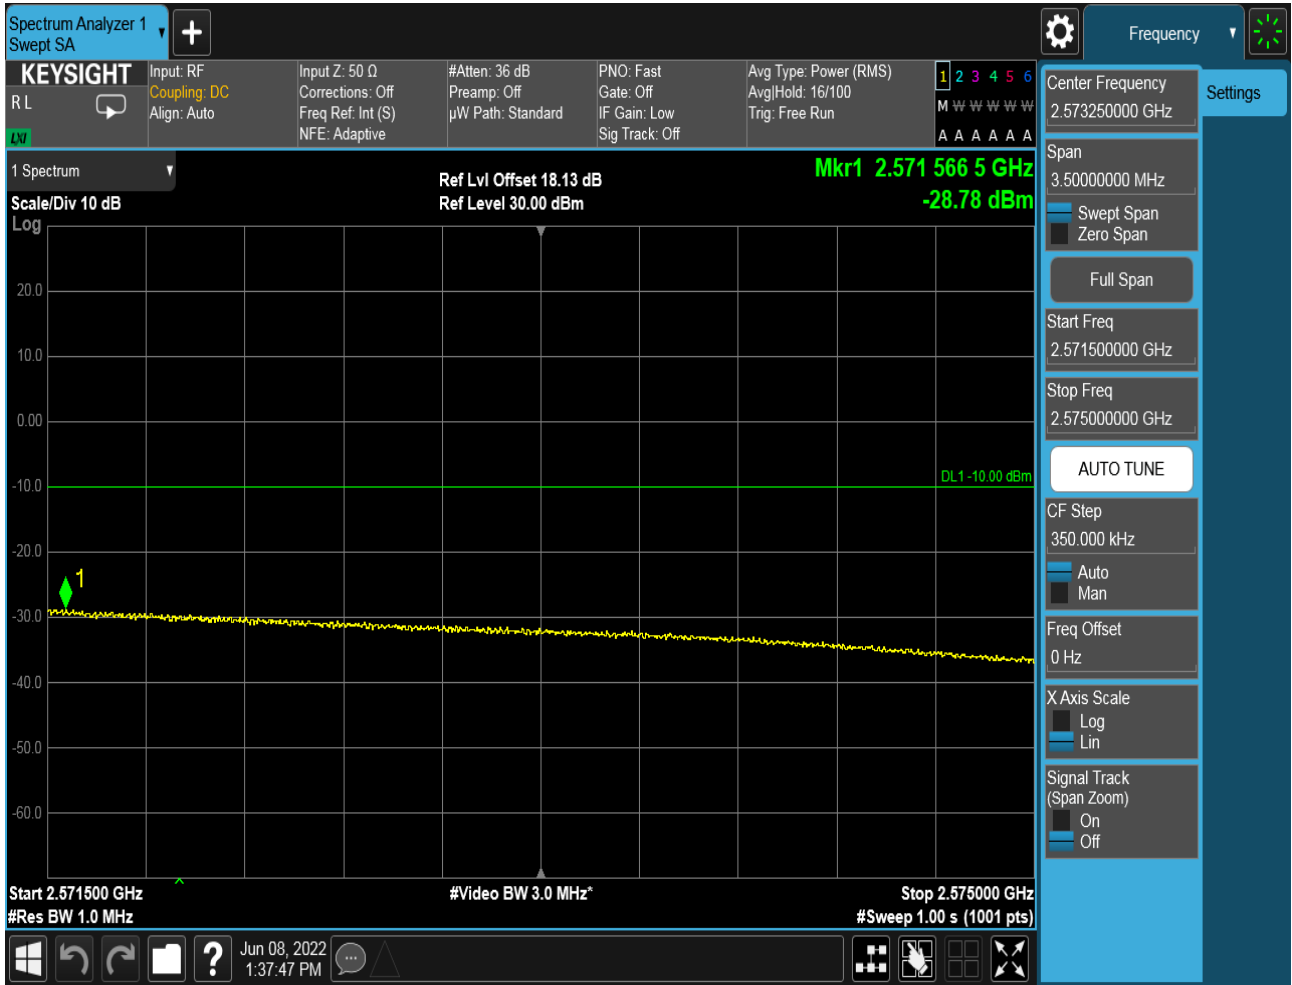 Spectrum Analyzer 1
Swept SA
Frequency
KEYSIGHT
R L
LXI
Input: RF
Coupling: DC
Align: Auto
Input Z: 50 Ω
Corrections: Off
Freq Ref: Int (S)
NFE: Adaptive
#Atten: 36 dB
Preamp: Off
µW Path: Standard
PNO: Fast
Gate: Off
IF Gain: Low
Sig Track: Off
Avg Type: Power (RMS)
Avg|Hold: 16/100
Trig: Free Run
1 2 3 4 5 6
M W W W W W
A A A A A A
1 Spectrum
Scale/Div 10 dB
Log
Ref Lvl Offset 18.13 dB
Ref Level 30.00 dBm
Mkr1 2.571 566 5 GHz
-28.78 dBm
20.0
10.0
0.00
-10.0
DL1 -10.00 dBm
-20.0
1
-30.0
-40.0
-50.0
-60.0
Start 2.571500 GHz
#Video BW 3.0 MHz*
Stop 2.575000 GHz
#Res BW 1.0 MHz
#Sweep 1.00 s (1001 pts)
Center Frequency
2.573250000 GHz
Settings
Span
3.50000000 MHz
Swept Span
Zero Span
Full Span
Start Freq
2.571500000 GHz
Stop Freq
2.575000000 GHz
AUTO TUNE
CF Step
350.000 kHz
Auto
Man
Freq Offset
0 Hz
X Axis Scale
Log
Lin
Signal Track
(Span Zoom)
On
Off
?
Jun 08, 2022
1:37:47 PM